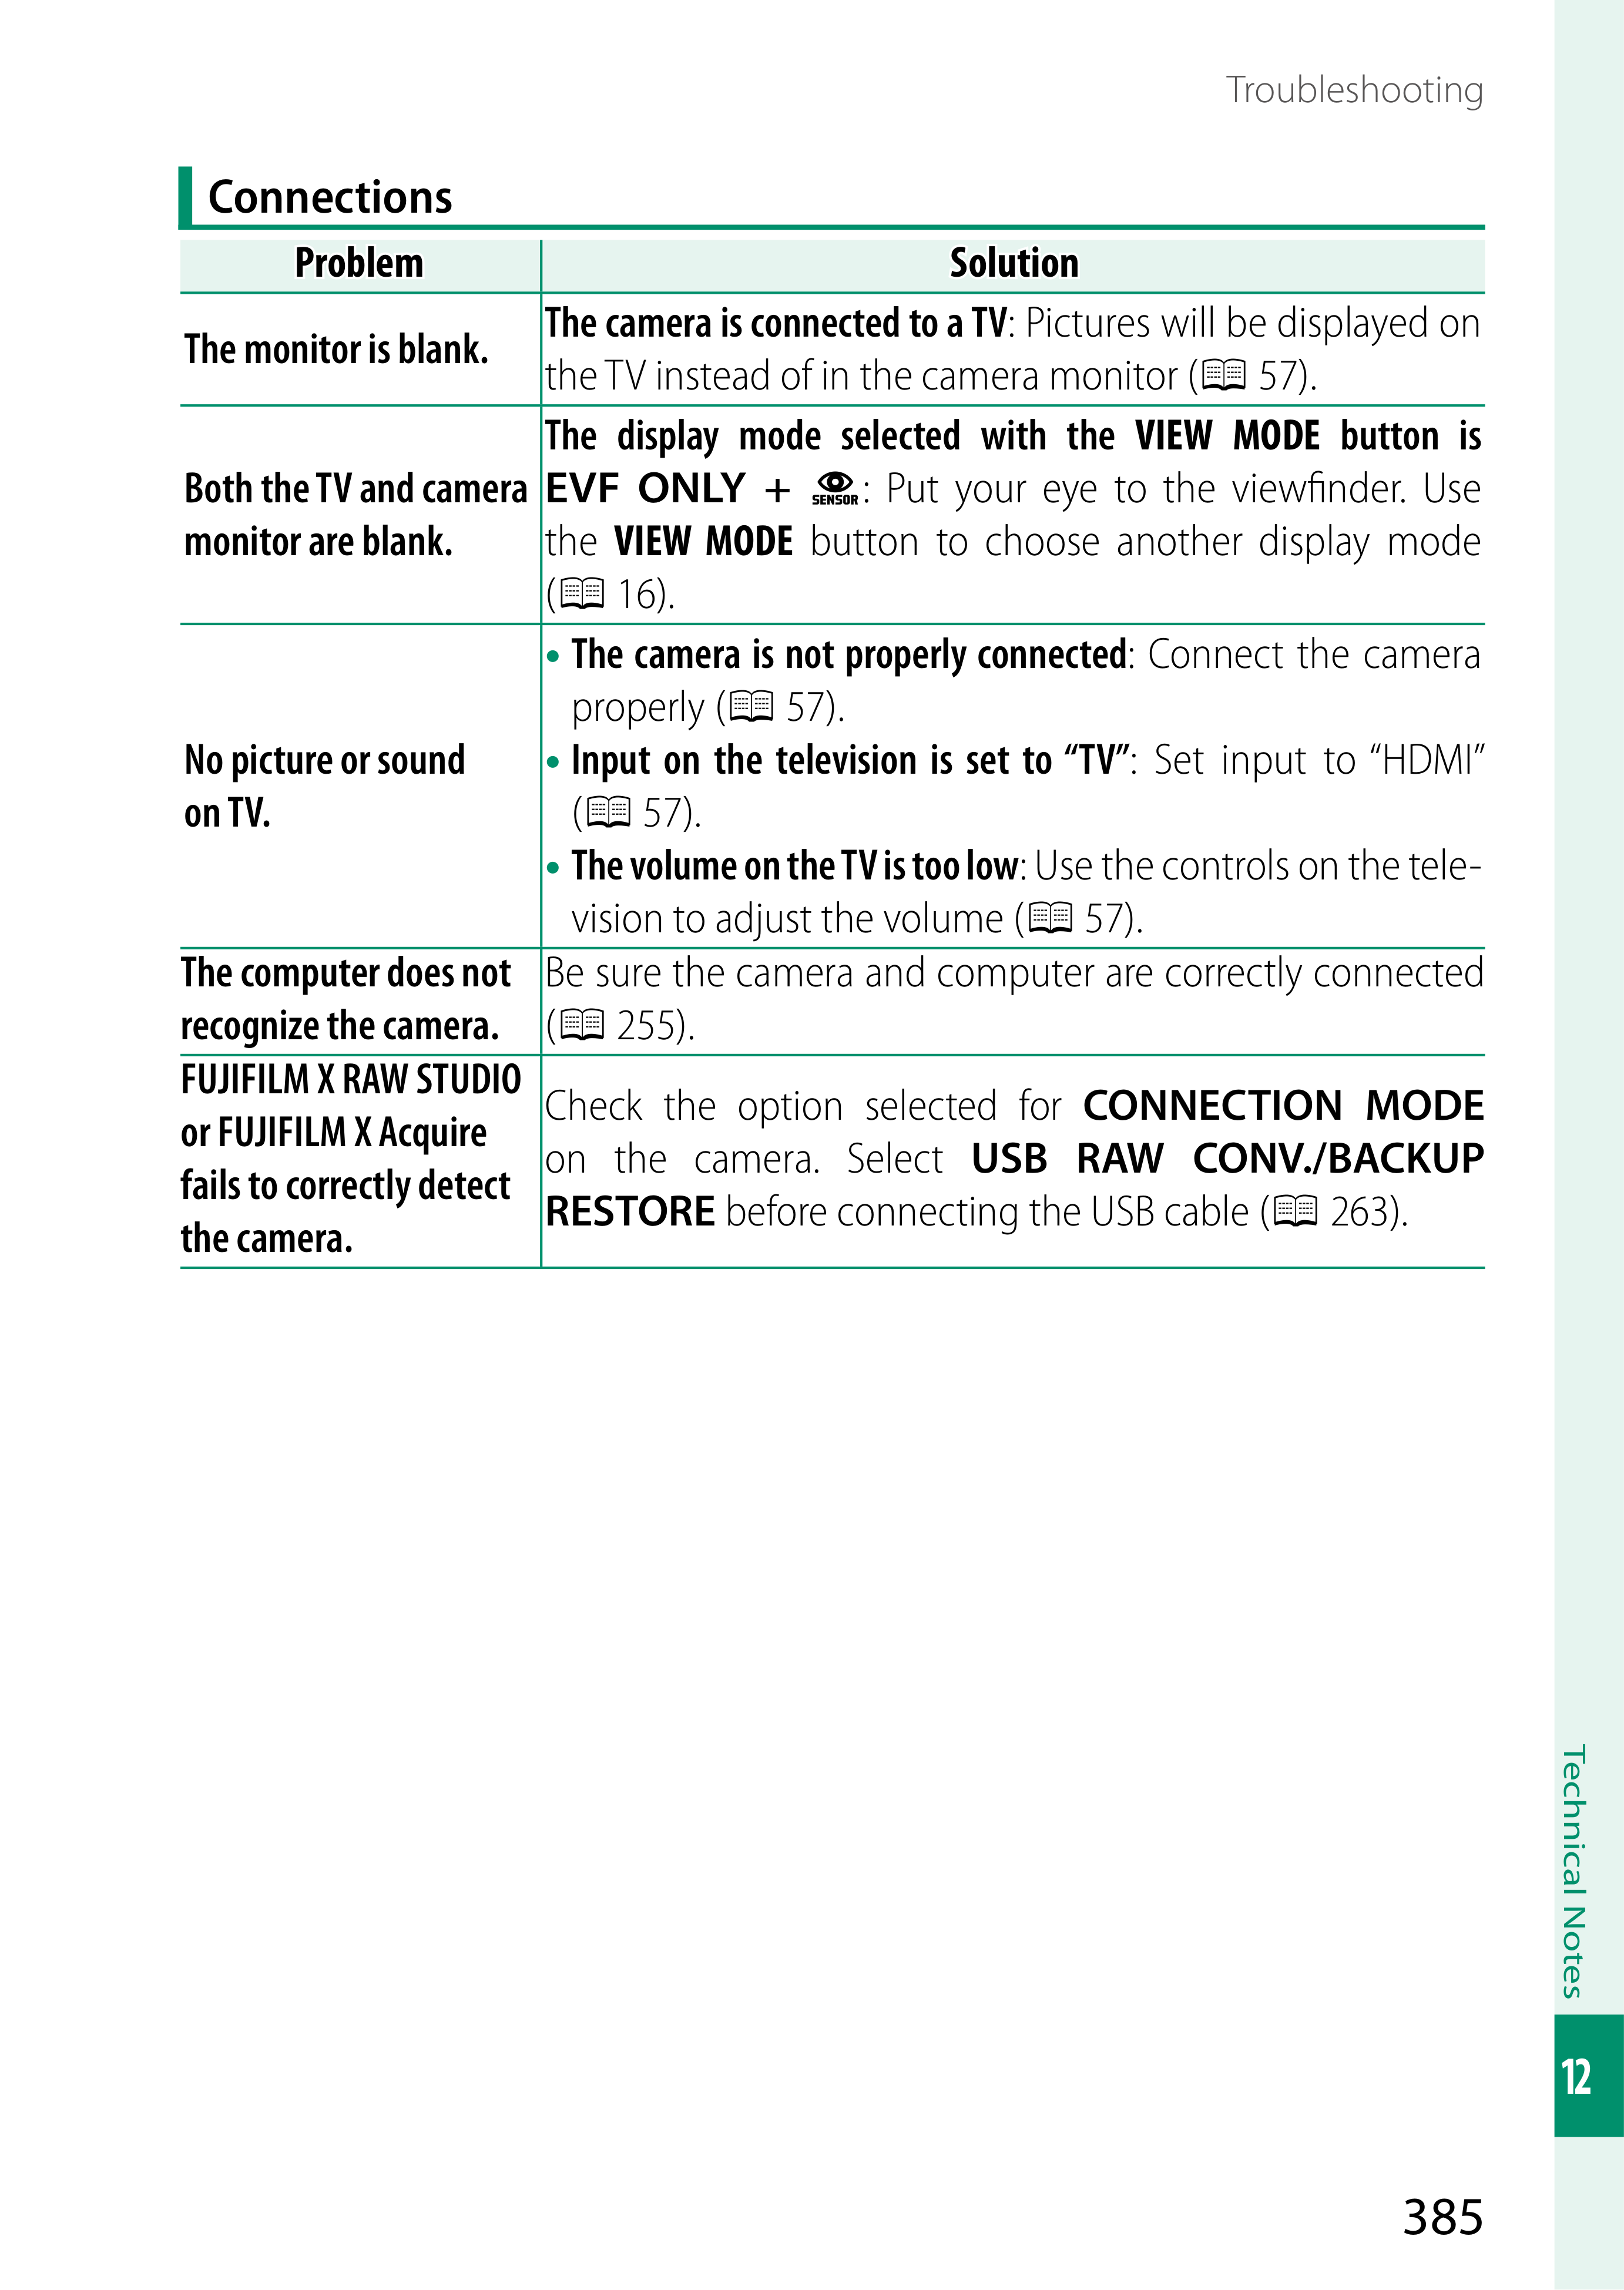 Troubleshooting
Connections
Problem
Solution
The monitor is blank.
The camera is connected to a TV: Pictures will be displayed on
the TV instead of in the camera monitor (57).
Both the TV and camera
monitor are blank.
The display mode selected with the VIEW MODE button is
EVF ONLY + SENSOR: Put your eye to the viewfinder. Use
the VIEW MODE button to choose another display mode
(16).
No picture or sound
on TV.
• The camera is not properly connected: Connect the camera
properly (57).
• Input on the television is set to “TV”: Set input to “HDMI”
(57).
• The volume on the TV is too low: Use the controls on the tele-
vision to adjust the volume (57).
The computer does not
recognize the camera.
Be sure the camera and computer are correctly connected
(255).
FUJIFILM X RAW STUDIO
or FUJIFILM X Acquire
fails to correctly detect
the camera.
Check the option selected for CONNECTION MODE
on the camera. Select USB RAW CONV./BACKUP
RESTORE before connecting the USB cable (263).
Technical Notes
12
385